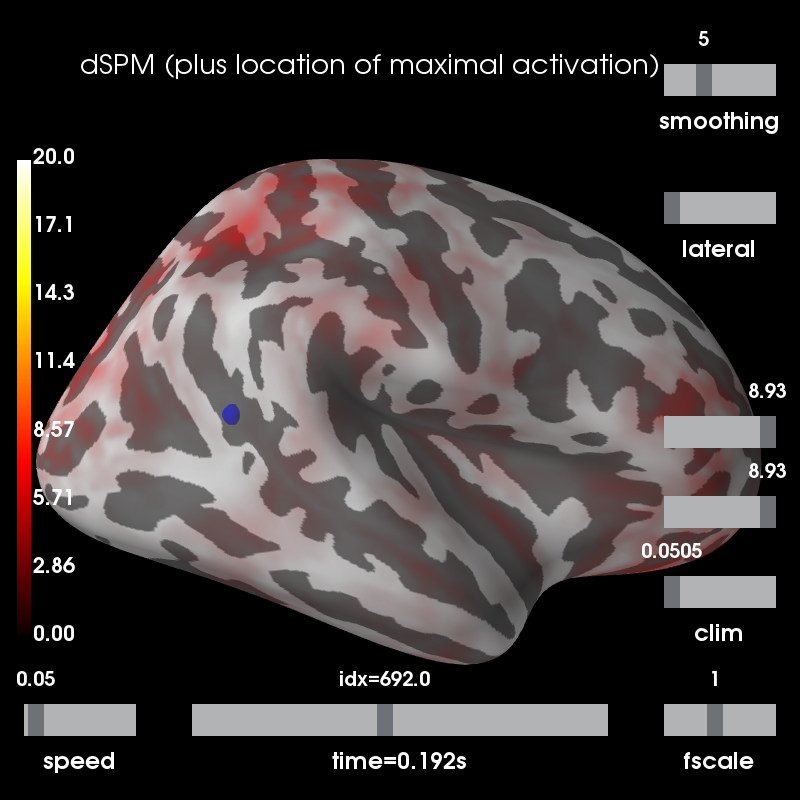 5
dSPM (plus location of maximal activation)
smoothing
20.0
17.1
lateral
14.3
11.4
8.93
8.57
8.93
5.71
0.0505
2.86
0.00
clim
0.05
idx=692.0
1
speed
time=0.192s
fscale